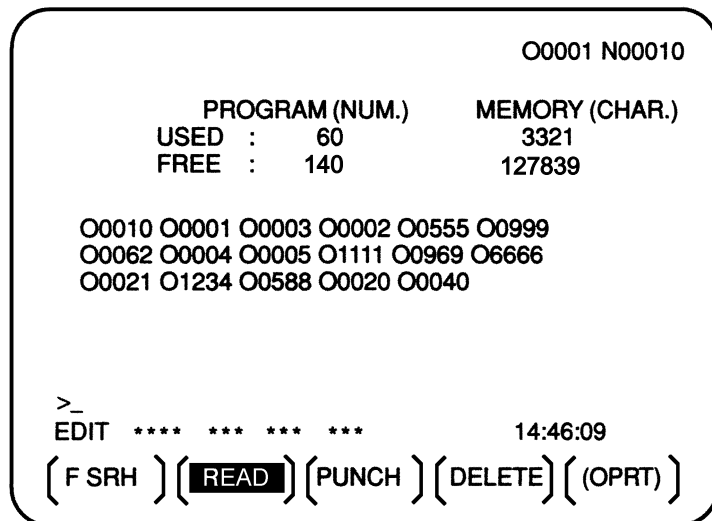 O0001 N00010
PROGRAM (NUM.) MEMORY (CHAR.)
USED : 60 3321
FREE : 140 127839
O0010 O0001 O0003 O0002 O0555 O0999
O0062 O0004 O0005 O1111 O0969 O6666
O0021 O1234 O0588 O0020 O0040
>_
EDIT **** *** *** *** 14:46:09
[ F SRH ] [ READ ] [ PUNCH ] [ DELETE ] [ (OPRT) ]